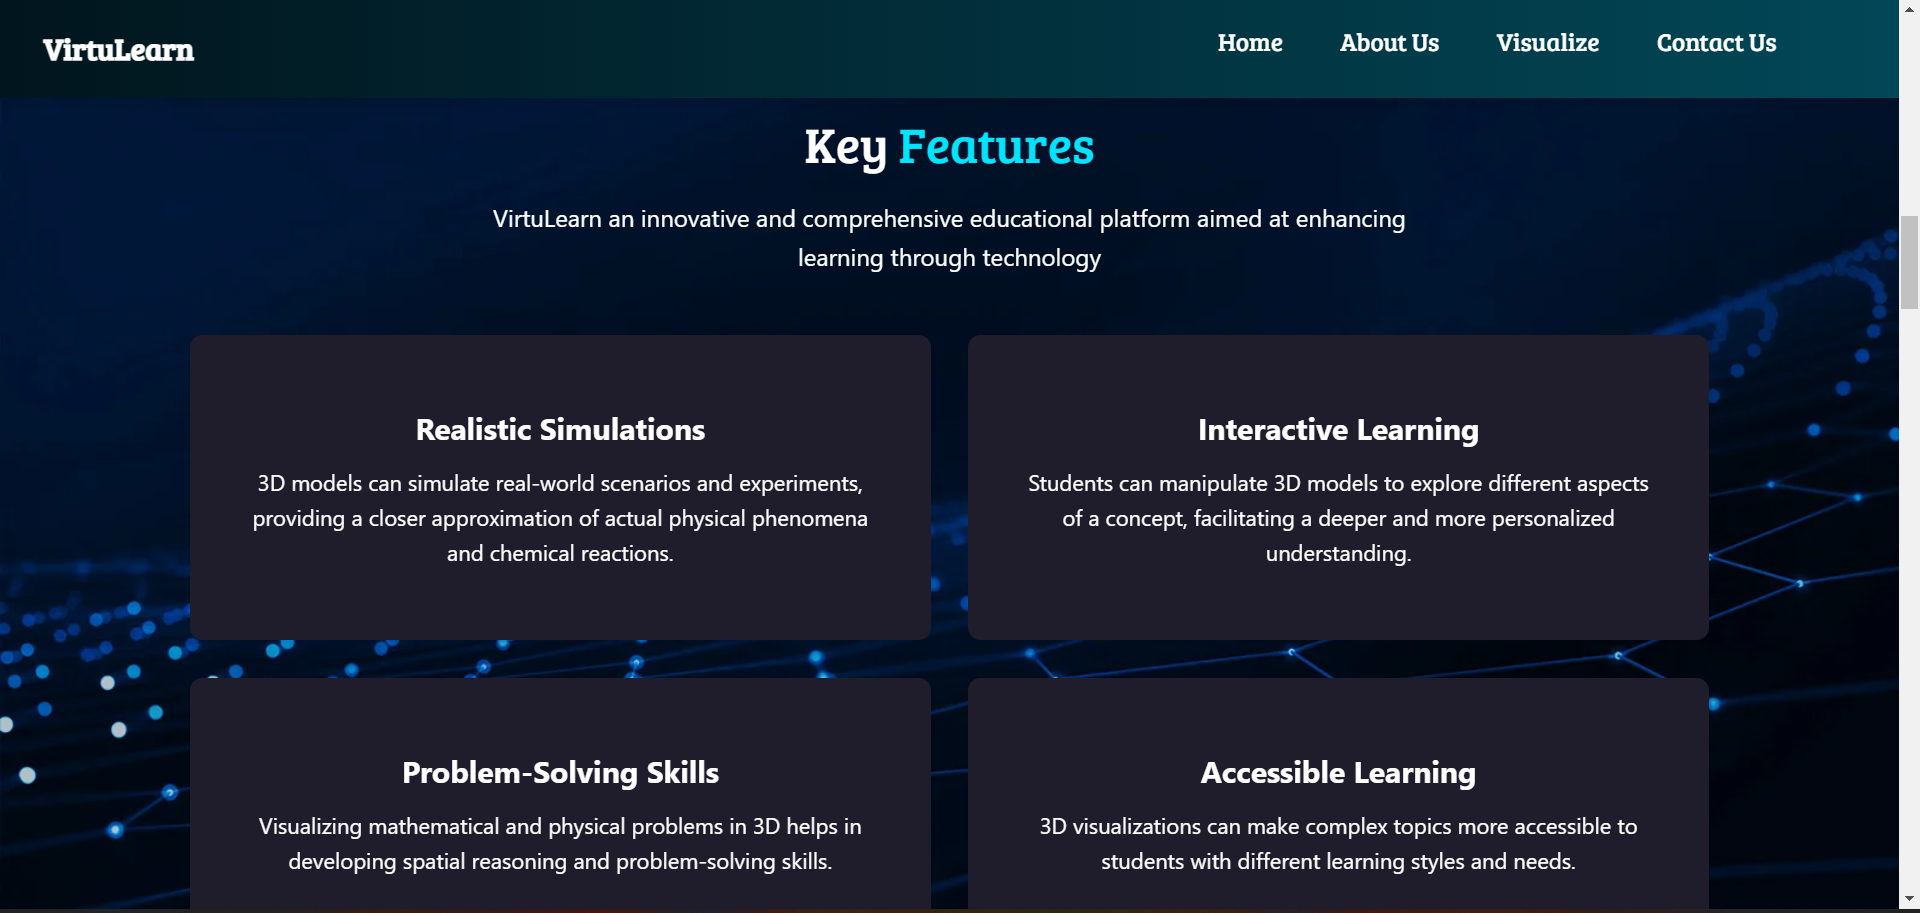 VirtuLearn
Home About Us Visualize Contact Us
Key Features
VirtuLearn an innovative and comprehensive educational platform aimed at enhancing
learning through technology
Realistic Simulations
3D models can simulate real-world scenarios and experiments,
providing a closer approximation of actual physical phenomena
and chemical reactions.
Interactive Learning
Students can manipulate 3D models to explore different aspects
of a concept, facilitating a deeper and more personalized
understanding.
Problem-Solving Skills
Visualizing mathematical and physical problems in 3D helps in
developing spatial reasoning and problem-solving skills.
Accessible Learning
3D visualizations can make complex topics more accessible to
students with different learning styles and needs.